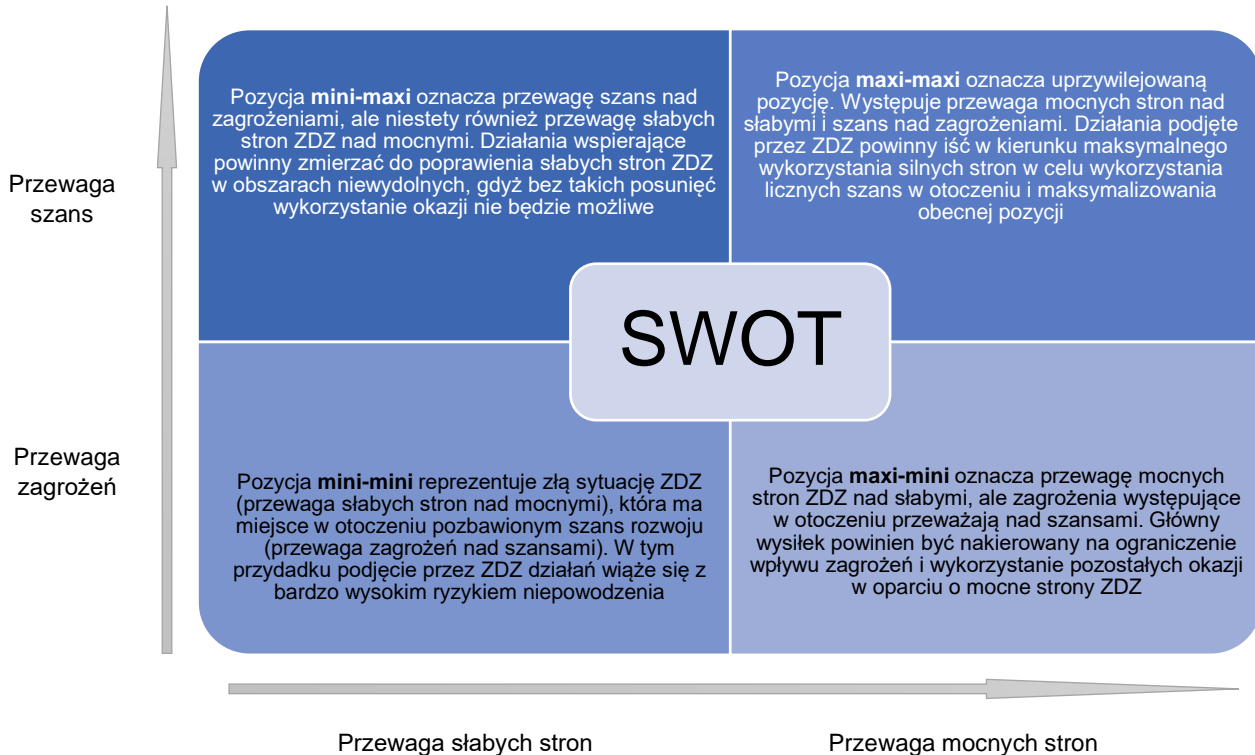 Pozycja mini-maxi oznacza przewagę szans nad
zagrożeniami, ale niestety również przewagę słabych
stron ZDZ nad mocnymi. Działania wspierające
powinny zmierzać do poprawienia słabych stron ZDZ
w obszarach niewydolnych, gdyż bez takich posunięć
wykorzystanie okazji nie będzie możliwe
Pozycja maxi-maxi oznacza uprzywilejowaną
pozycję. Występuje przewaga mocnych stron nad
słabymi i szans nad zagrożeniami. Działania podjęte
przez ZDZ powinny iść w kierunku maksymalnego
wykorzystania silnych stron w celu wykorzystania
licznych szans w otoczeniu i maksymalizowania
obecnej pozycji
Przewaga
szans
SWOT
Przewaga
zagrożeń
Pozycja mini-mini reprezentuje złą sytuację ZDZ
(przewaga słabych stron nad mocnymi), która ma
miejsce w otoczeniu pozbawionym szans rozwoju
(przewaga zagrożeń nad szansami). W tym
przydadku podjęcie przez ZDZ działań wiąże się z
bardzo wysokim ryzykiem niepowodzenia
Pozycja maxi-mini oznacza przewagę mocnych
stron ZDZ nad słabymi, ale zagrożenia występujące
w otoczeniu przeważają nad szansami. Główny
wysiłek powinien być nakierowany na ograniczenie
wpływu zagrożeń i wykorzystanie pozostałych okazji
w oparciu o mocne strony ZDZ
Przewaga słabych stron
Przewaga mocnych stron